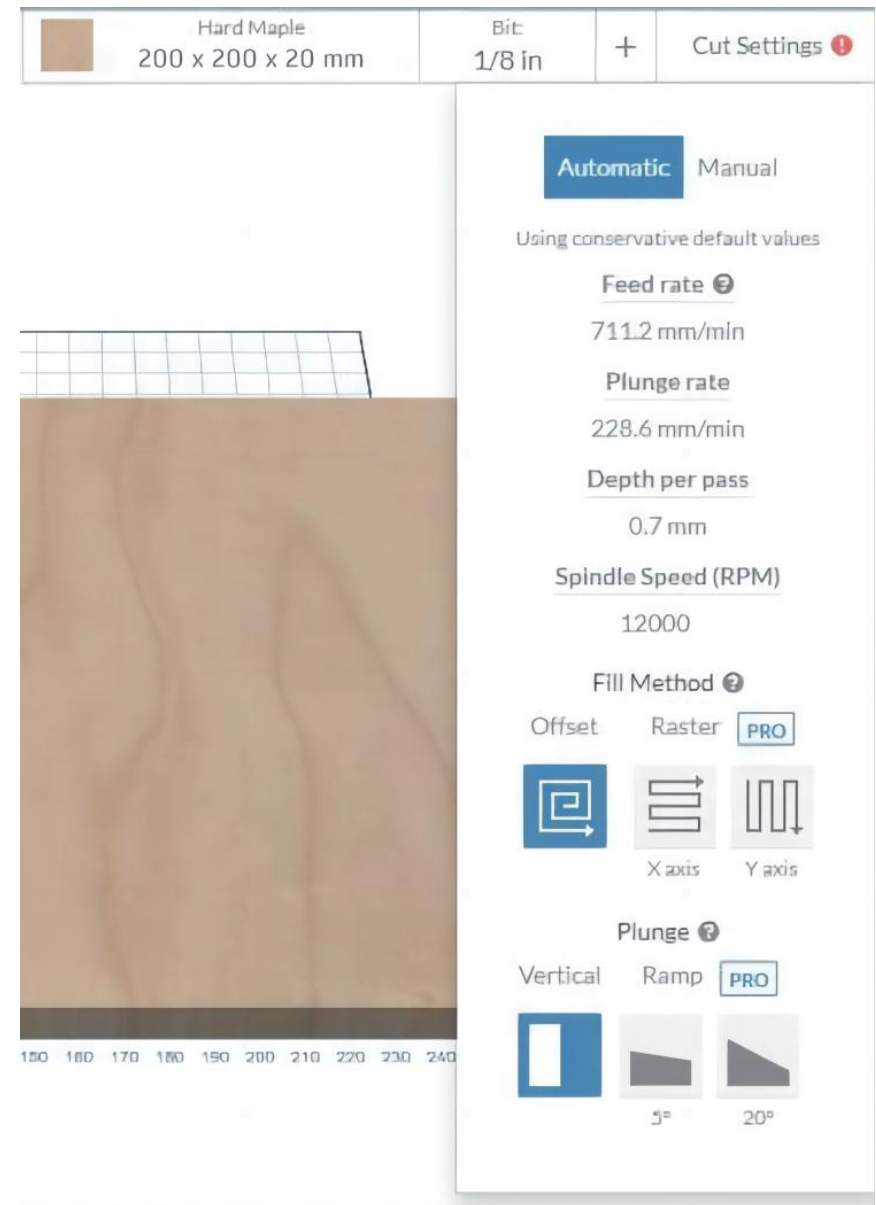 Hard Maple
200 x 200 x 20 mm
Bit:
1/8 in
+
Cut Settings !
Automatic Manual
Using conservative default values
Feed rate ?
711.2 mm/min
Plunge rate
228.6 mm/min
Depth per pass
0.7 mm
Spindle Speed (RPM)
12000
Fill Method ?
Offset Raster PRO
X axis Y axis
Plunge ?
Vertical Ramp PRO
150 160 170 180 190 200 210 220 230 240
5° 20°